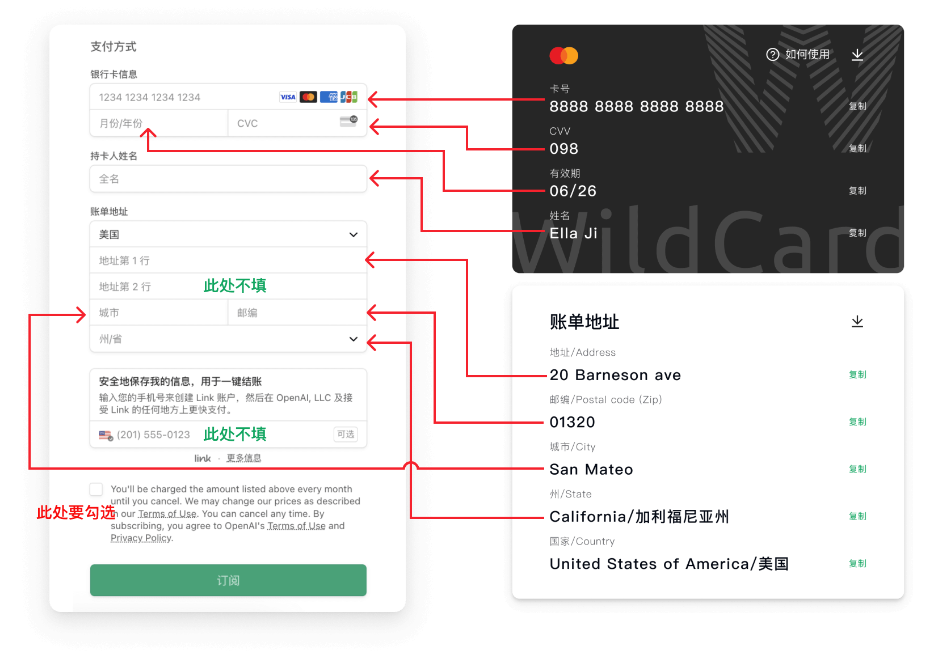 支付方式
银行卡信息
1234 1234 1234 1234
VISA
JCB
月份/年份
CVC
持卡人姓名
全名
账单地址
美国
地址第 1 行
地址第 2 行
此处不填
城市
邮编
州/省
安全地保存我的信息，用于一键结账
输入您的手机号来创建 Link 账户，然后在 OpenAI, LLC 及接
受 Link 的任何地方上更快支付。
(201) 555-0123
此处不填
可选
link · 更多信息
You'll be charged the amount listed above every month
until you cancel. We may change our prices as described
in our Terms of Use. You can cancel any time. By
subscribing, you agree to OpenAI's Terms of Use and
Privacy Policy.
此处要勾选
订阅
如何使用
卡号
8888 8888 8888 8888
复制
CVV
098
复制
有效期
06/26
复制
姓名
Ella Ji
复制
WildCard
账单地址
地址/Address
20 Barneson ave
复制
邮编/Postal code (Zip)
01320
复制
城市/City
San Mateo
复制
州/State
California/加利福尼亚州
复制
国家/Country
United States of America/美国
复制